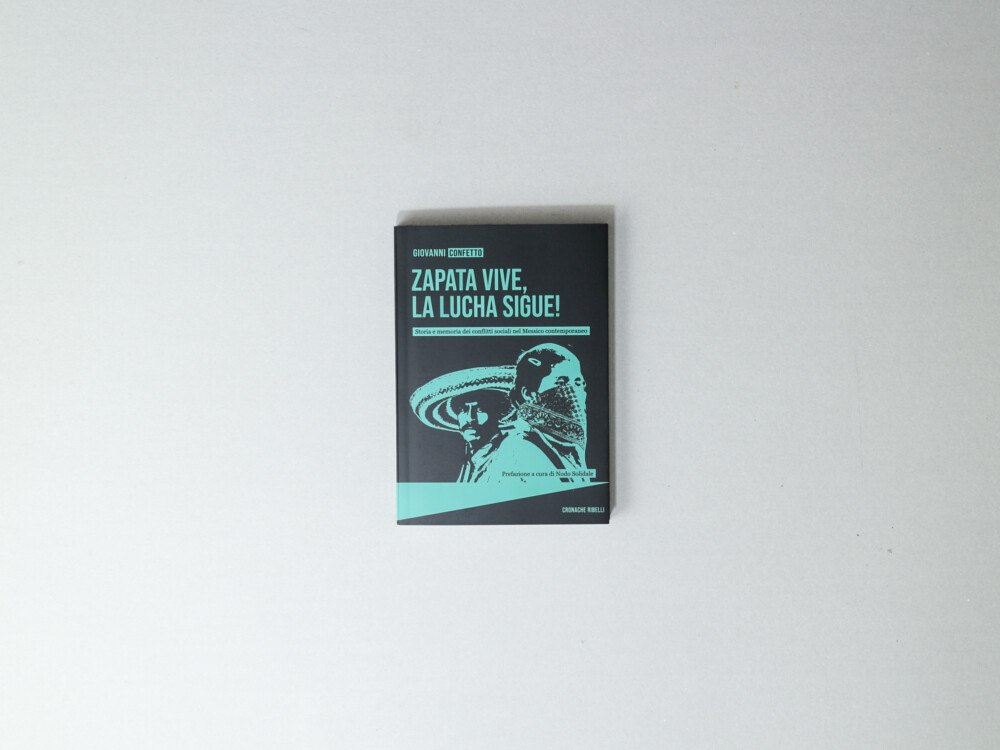 GIOVANNI CONFETTO
ZAPATA VIVE,
LA LUCHA SIGUE!
Storia e memoria dei conflitti sociali nel Messico contemporaneo
Prefazione a cura di Nodo Solidale
CRONACHE RIBELLI